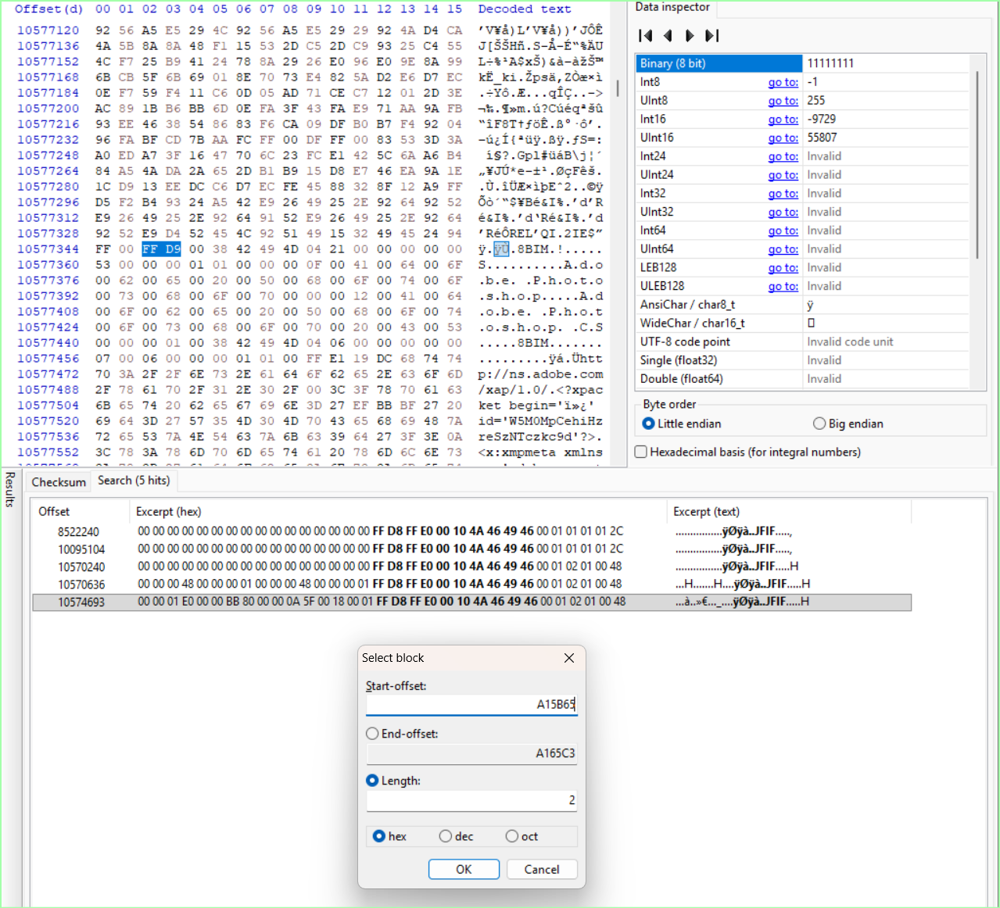 Offset(d) 00 01 02 03 04 05 06 07 08 09 10 11 12 13 14 15 Decoded text
10577120 92 56 A5 E5 29 4C 92 56 A5 E5 29 29 92 4A D4 CA ’V¥å)L’V¥å))’JÔÊ
10577136 4A 5B 8A 8A 48 F1 15 53 2D C5 2D C9 93 25 C4 55 J[ŠŠHñ.S-Å-É“%ÄU
10577152 4C F7 25 B9 41 24 78 8A 29 26 E0 96 E0 9E 8A 99 L÷%¹A$xŠ)&à–àžŠ™
10577168 6B CB 5F 6B 69 01 8E 70 73 E4 82 5A D2 E6 D7 EC kË_ki.Žpsä‚ZÒæ×ì
10577184 0E F7 59 F4 11 C6 0D 05 AD 71 CE C7 12 01 2D 3E .÷Yô.Æ...qÎÇ..->
10577200 AC 89 1B B6 BB 6D 0E FA 3F 43 FA E9 71 AA 9A FB ¬‰.¶»m.ú?Cúéqªšû
10577216 93 EE 46 38 54 86 83 F6 CA 09 DF B0 B7 F4 92 04 “îF8T†ƒöÊ.ß°·ô’.
10577232 96 FA BF CD 7B AA FC FF 00 DF FF 00 83 53 3D 3A –ú¿Í{ªüÿ.ßÿ.ƒS=:
10577248 A0 ED A7 3F 16 47 70 6C 23 FC E1 42 5C 6A A6 B4  í§?.Gpl#üáB\j¦´
10577264 84 A5 4A DA 2A 65 2D B1 B9 15 D8 E7 46 EA 9A 1E „¥JÚ*e-±¹.ØçFêš.
10577280 1C D9 13 EE DC C6 D7 EC FE 45 88 32 8F 12 A9 FF .Ù.îÜÆ×ìþEˆ2..©ÿ
10577296 D5 F2 B4 93 24 A5 42 E9 26 49 25 2E 92 64 92 52 Õò´“$¥Bé&I%.’d’R
10577312 E9 26 49 25 2E 92 64 91 52 E9 26 49 25 2E 92 64 é&I%.’d‘Ré&I%.’d
10577328 92 52 E9 D4 52 45 4C 92 51 49 15 32 49 45 24 94 ’RéÔREL’QI.2IE$”
10577344 FF 00 FF D9 00 38 42 49 4D 04 21 00 00 00 00 00 ÿ.ÿÙ.8BIM.!.....
10577360 53 00 00 00 01 01 00 00 00 0F 00 41 00 64 00 6F S..........A.d.o
10577376 00 62 00 65 00 20 00 50 00 68 00 6F 00 74 00 6F .b.e. .P.h.o.t.o
10577392 00 73 00 68 00 6F 00 70 00 00 00 12 00 41 00 64 .s.h.o.p.....A.d
10577408 00 6F 00 62 00 65 00 20 00 50 00 68 00 6F 00 74 .o.b.e. .P.h.o.t
10577424 00 6F 00 73 00 68 00 6F 00 70 00 20 00 43 00 53 .o.s.h.o.p. .C.S
10577440 00 00 00 01 00 38 42 49 4D 04 06 00 00 00 00 00 .....8BIM.......
10577456 07 00 06 00 00 00 01 01 00 FF E1 19 DC 68 74 74 .........ÿá.Ühtt
10577472 70 3A 2F 2F 6E 73 2E 61 64 6F 62 65 2E 63 6F 6D p://ns.adobe.com
10577488 2F 78 61 70 2F 31 2E 30 2F 00 3C 3F 78 70 61 63 /xap/1.0/.<?xpac
10577504 6B 65 74 20 62 65 67 69 6E 3D 27 EF BB BF 27 20 ket begin='ï»¿'
10577520 69 64 3D 27 57 35 4D 30 4D 70 43 65 68 69 48 7A id='W5M0MpCehiHz
10577536 72 65 53 7A 4E 54 63 7A 6B 63 39 64 27 3F 3E 0A reSzNTczkc9d'?>.
10577552 3C 78 3A 78 6D 70 6D 65 74 61 20 78 6D 6C 6E 73 <x:xmpmeta xmlns
Data inspector
Binary (8 bit) 11111111
Int8 go to: -1
UInt8 go to: 255
Int16 go to: -9729
UInt16 go to: 55807
Int24 go to: Invalid
UInt24 go to: Invalid
Int32 go to: Invalid
UInt32 go to: Invalid
Int64 go to: Invalid
UInt64 go to: Invalid
LEB128 go to: Invalid
ULEB128 go to: Invalid
AnsiChar / char8_t ÿ
WideChar / char16_t
UTF-8 code point Invalid code unit
Single (float32) Invalid
Double (float64) Invalid
Byte order
Little endian Big endian
Hexadecimal basis (for integral numbers)
Results
Checksum Search (5 hits)
Offset Excerpt (hex) Excerpt (text)
8522240 00 00 00 00 00 00 00 00 00 00 00 00 00 00 00 00 FF D8 FF E0 00 10 4A 46 49 46 00 01 01 01 01 2C ................ÿØÿà..JFIF.....,
10095104 00 00 00 00 00 00 00 00 00 00 00 00 00 00 00 00 FF D8 FF E0 00 10 4A 46 49 46 00 01 01 01 01 2C ................ÿØÿà..JFIF.....,
10570240 00 00 00 00 00 00 00 00 00 00 00 00 00 00 00 00 FF D8 FF E0 00 10 4A 46 49 46 00 01 02 01 00 48 ................ÿØÿà..JFIF.....H
10570636 00 00 00 48 00 00 00 01 00 00 00 48 00 00 00 01 FF D8 FF E0 00 10 4A 46 49 46 00 01 02 01 00 48 ...H.......H....ÿØÿà..JFIF.....H
10574693 00 00 01 E0 00 00 BB 80 00 00 0A 5F 00 18 00 01 FF D8 FF E0 00 10 4A 46 49 46 00 01 02 01 00 48 ...à..»€..._....ÿØÿà..JFIF.....H
Select block
Start-offset:
A15B65
End-offset:
A165C3
Length:
2
hex dec oct
OK Cancel